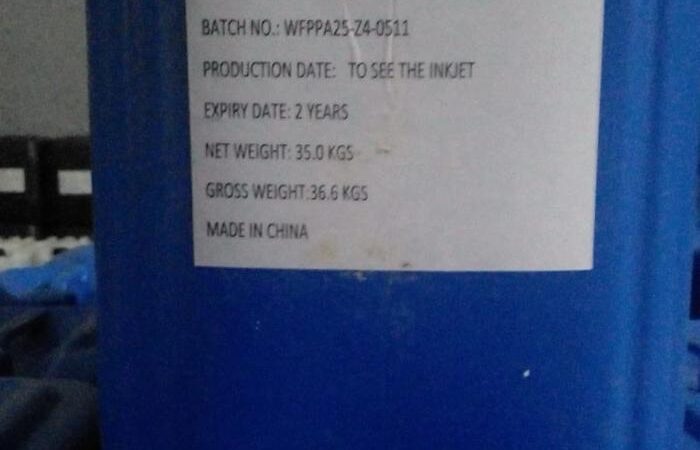 BATCH NO.: WFPPA25-Z4-0511
PRODUCTION DATE: TO SEE THE INKJET
EXPIRY DATE: 2 YEARS
NET WEIGHT: 35.0 KGS
GROSS WEIGHT:36.6 KGS
MADE IN CHINA